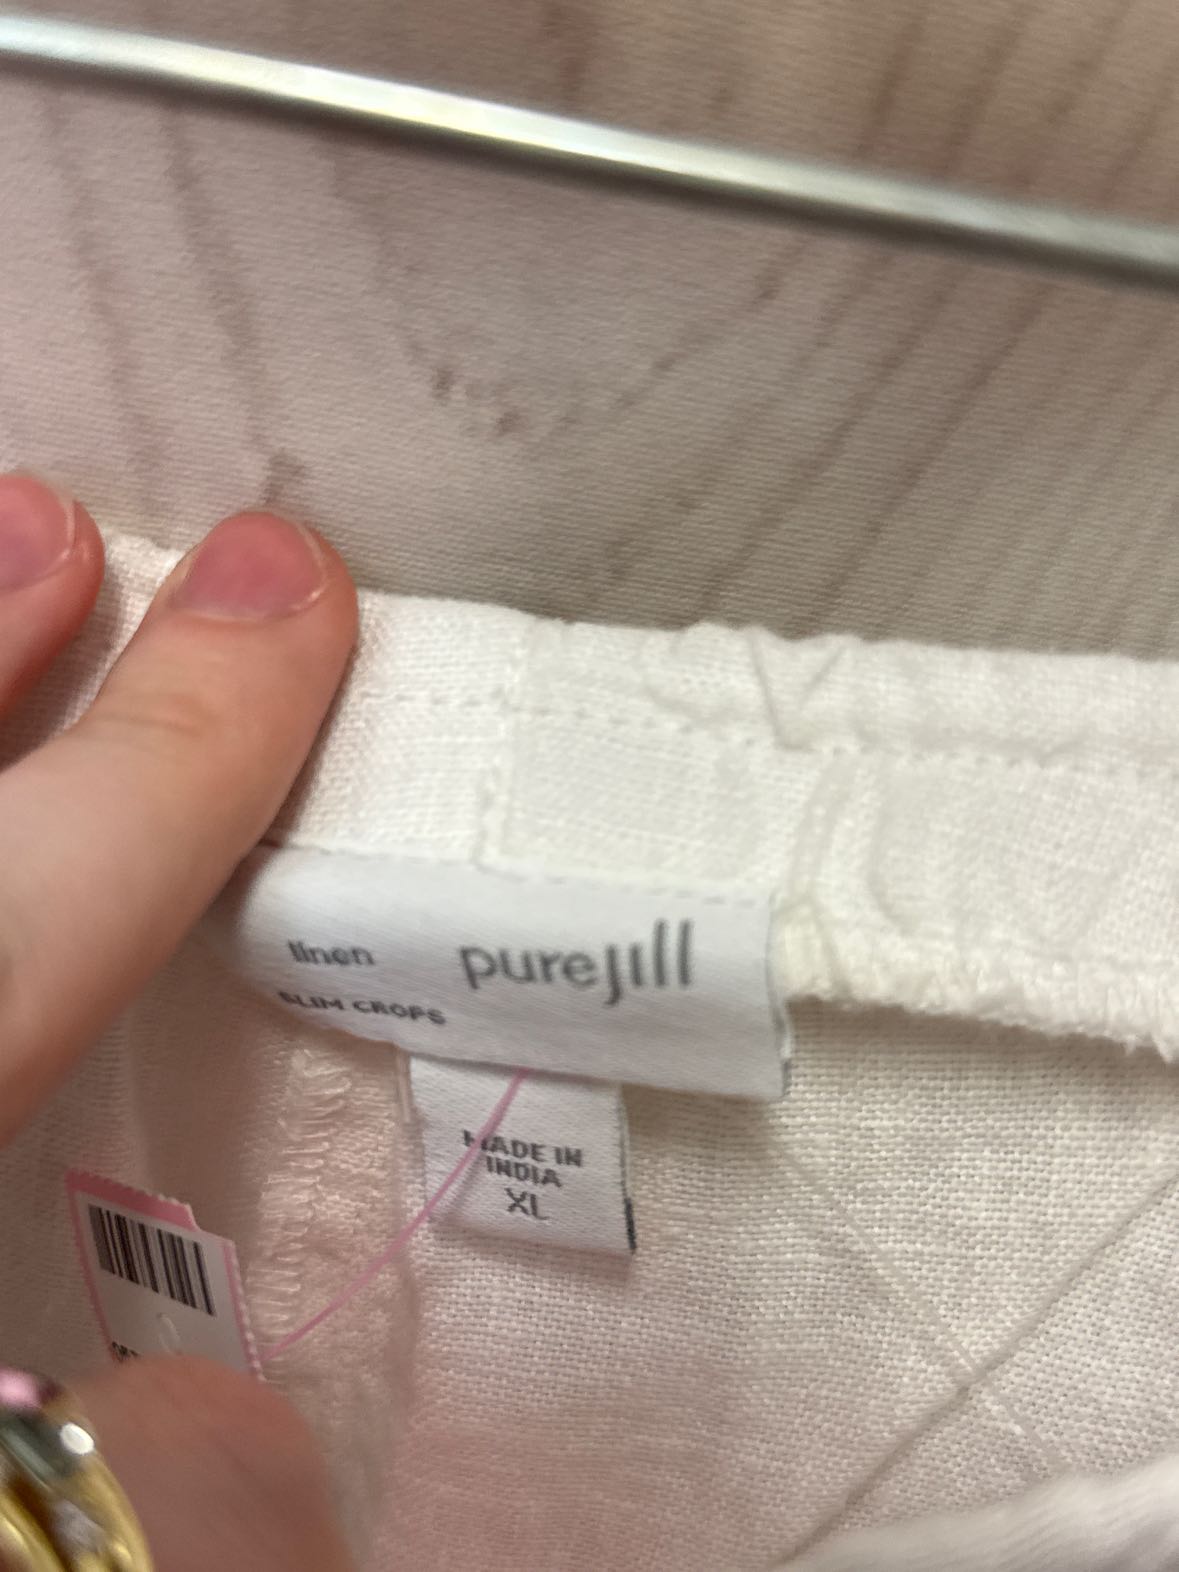 linen
SLIM CROPS
purejill
MADE IN
INDIA
XL